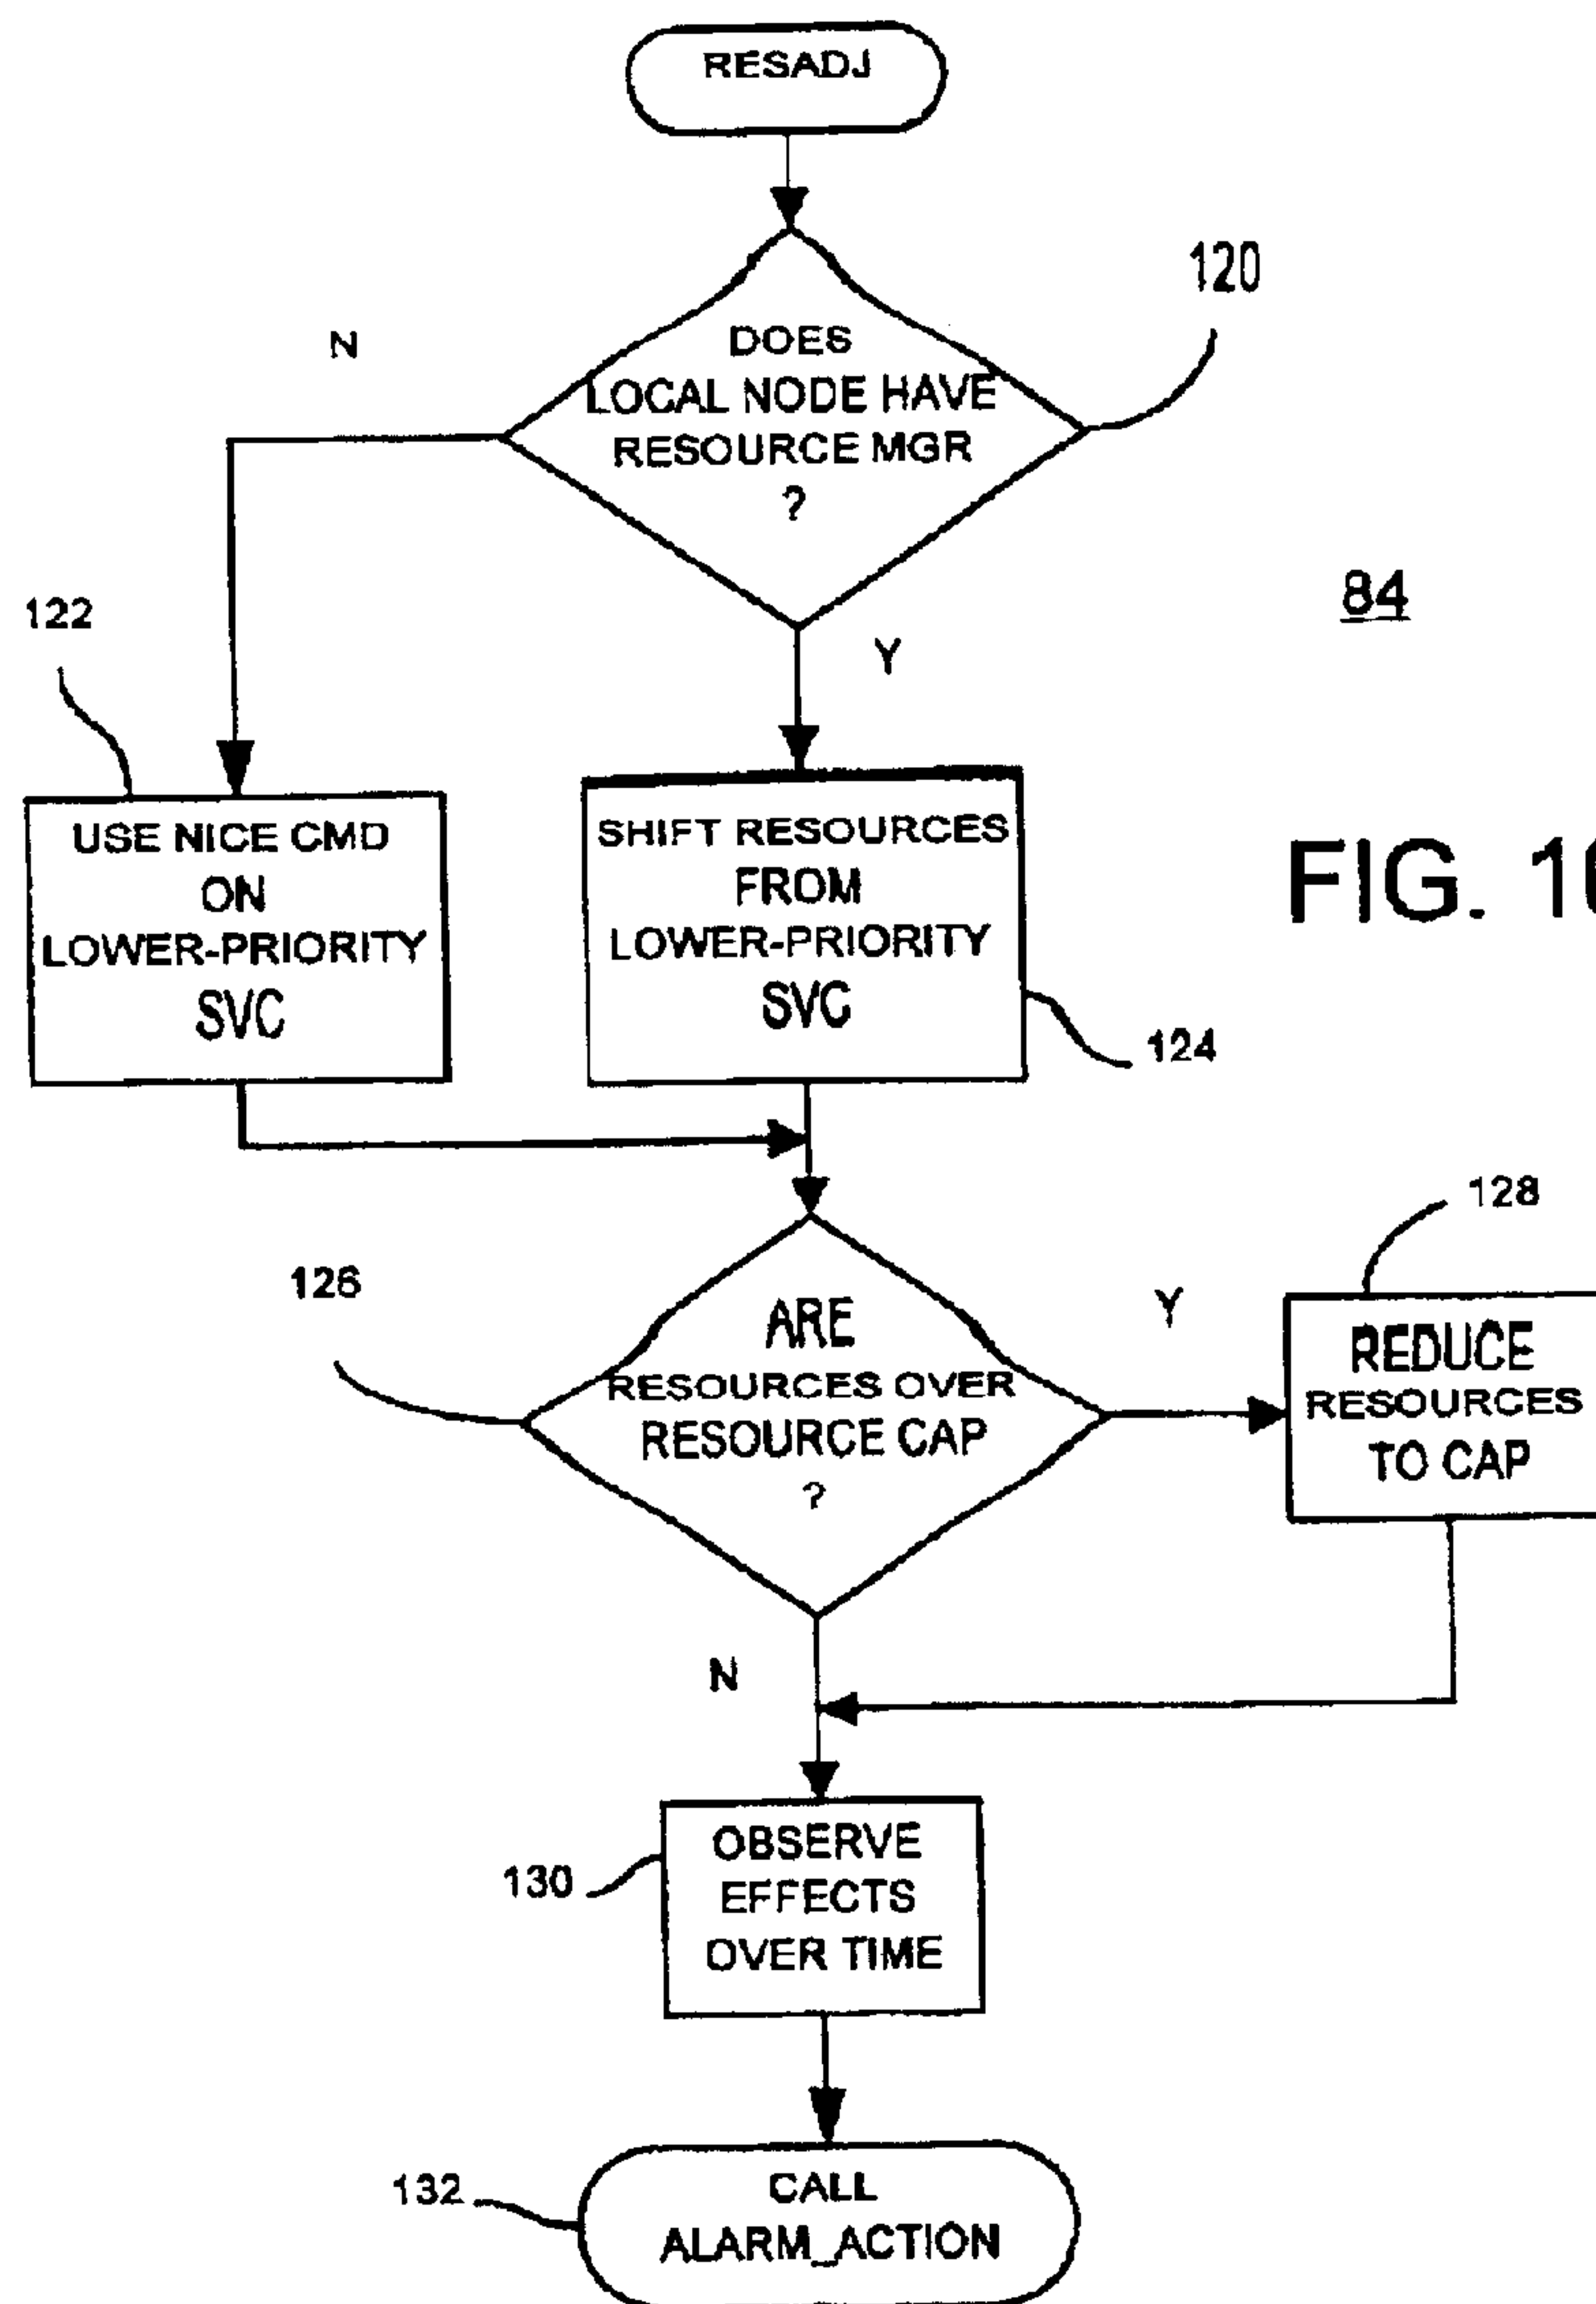 RESADJ
120
DOES
LOCAL NODE HAVE
RESOURCE MGR
?
N
Y
84
122
USE NICE CMD
ON
LOWER-PRIORITY
SVC
SHIFT RESOURCES
FROM
LOWER-PRIORITY
SVC
124
FIG. 10
126
ARE
RESOURCES OVER
RESOURCE CAP
?
Y
N
128
REDUCE
RESOURCES
TO CAP
130
OBSERVE
EFFECTS
OVER TIME
132
CALL
ALARM_ACTION